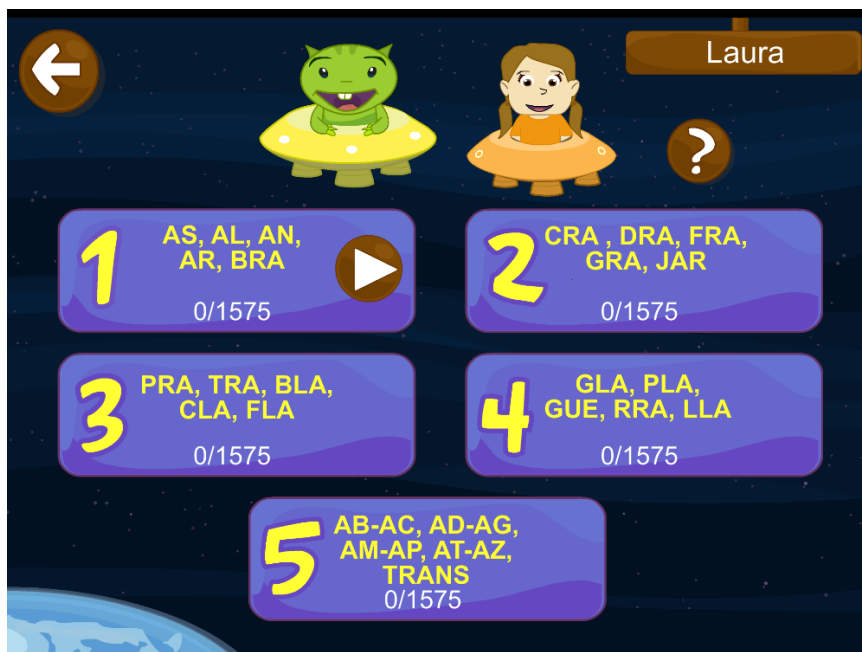 Laura
?
1
AS, AL, AN,
AR, BRA
0/1575
2
CRA , DRA, FRA,
GRA, JAR
0/1575
3
PRA, TRA, BLA,
CLA, FLA
0/1575
4
GLA, PLA,
GUE, RRA, LLA
0/1575
5
AB-AC, AD-AG,
AM-AP, AT-AZ,
TRANS
0/1575